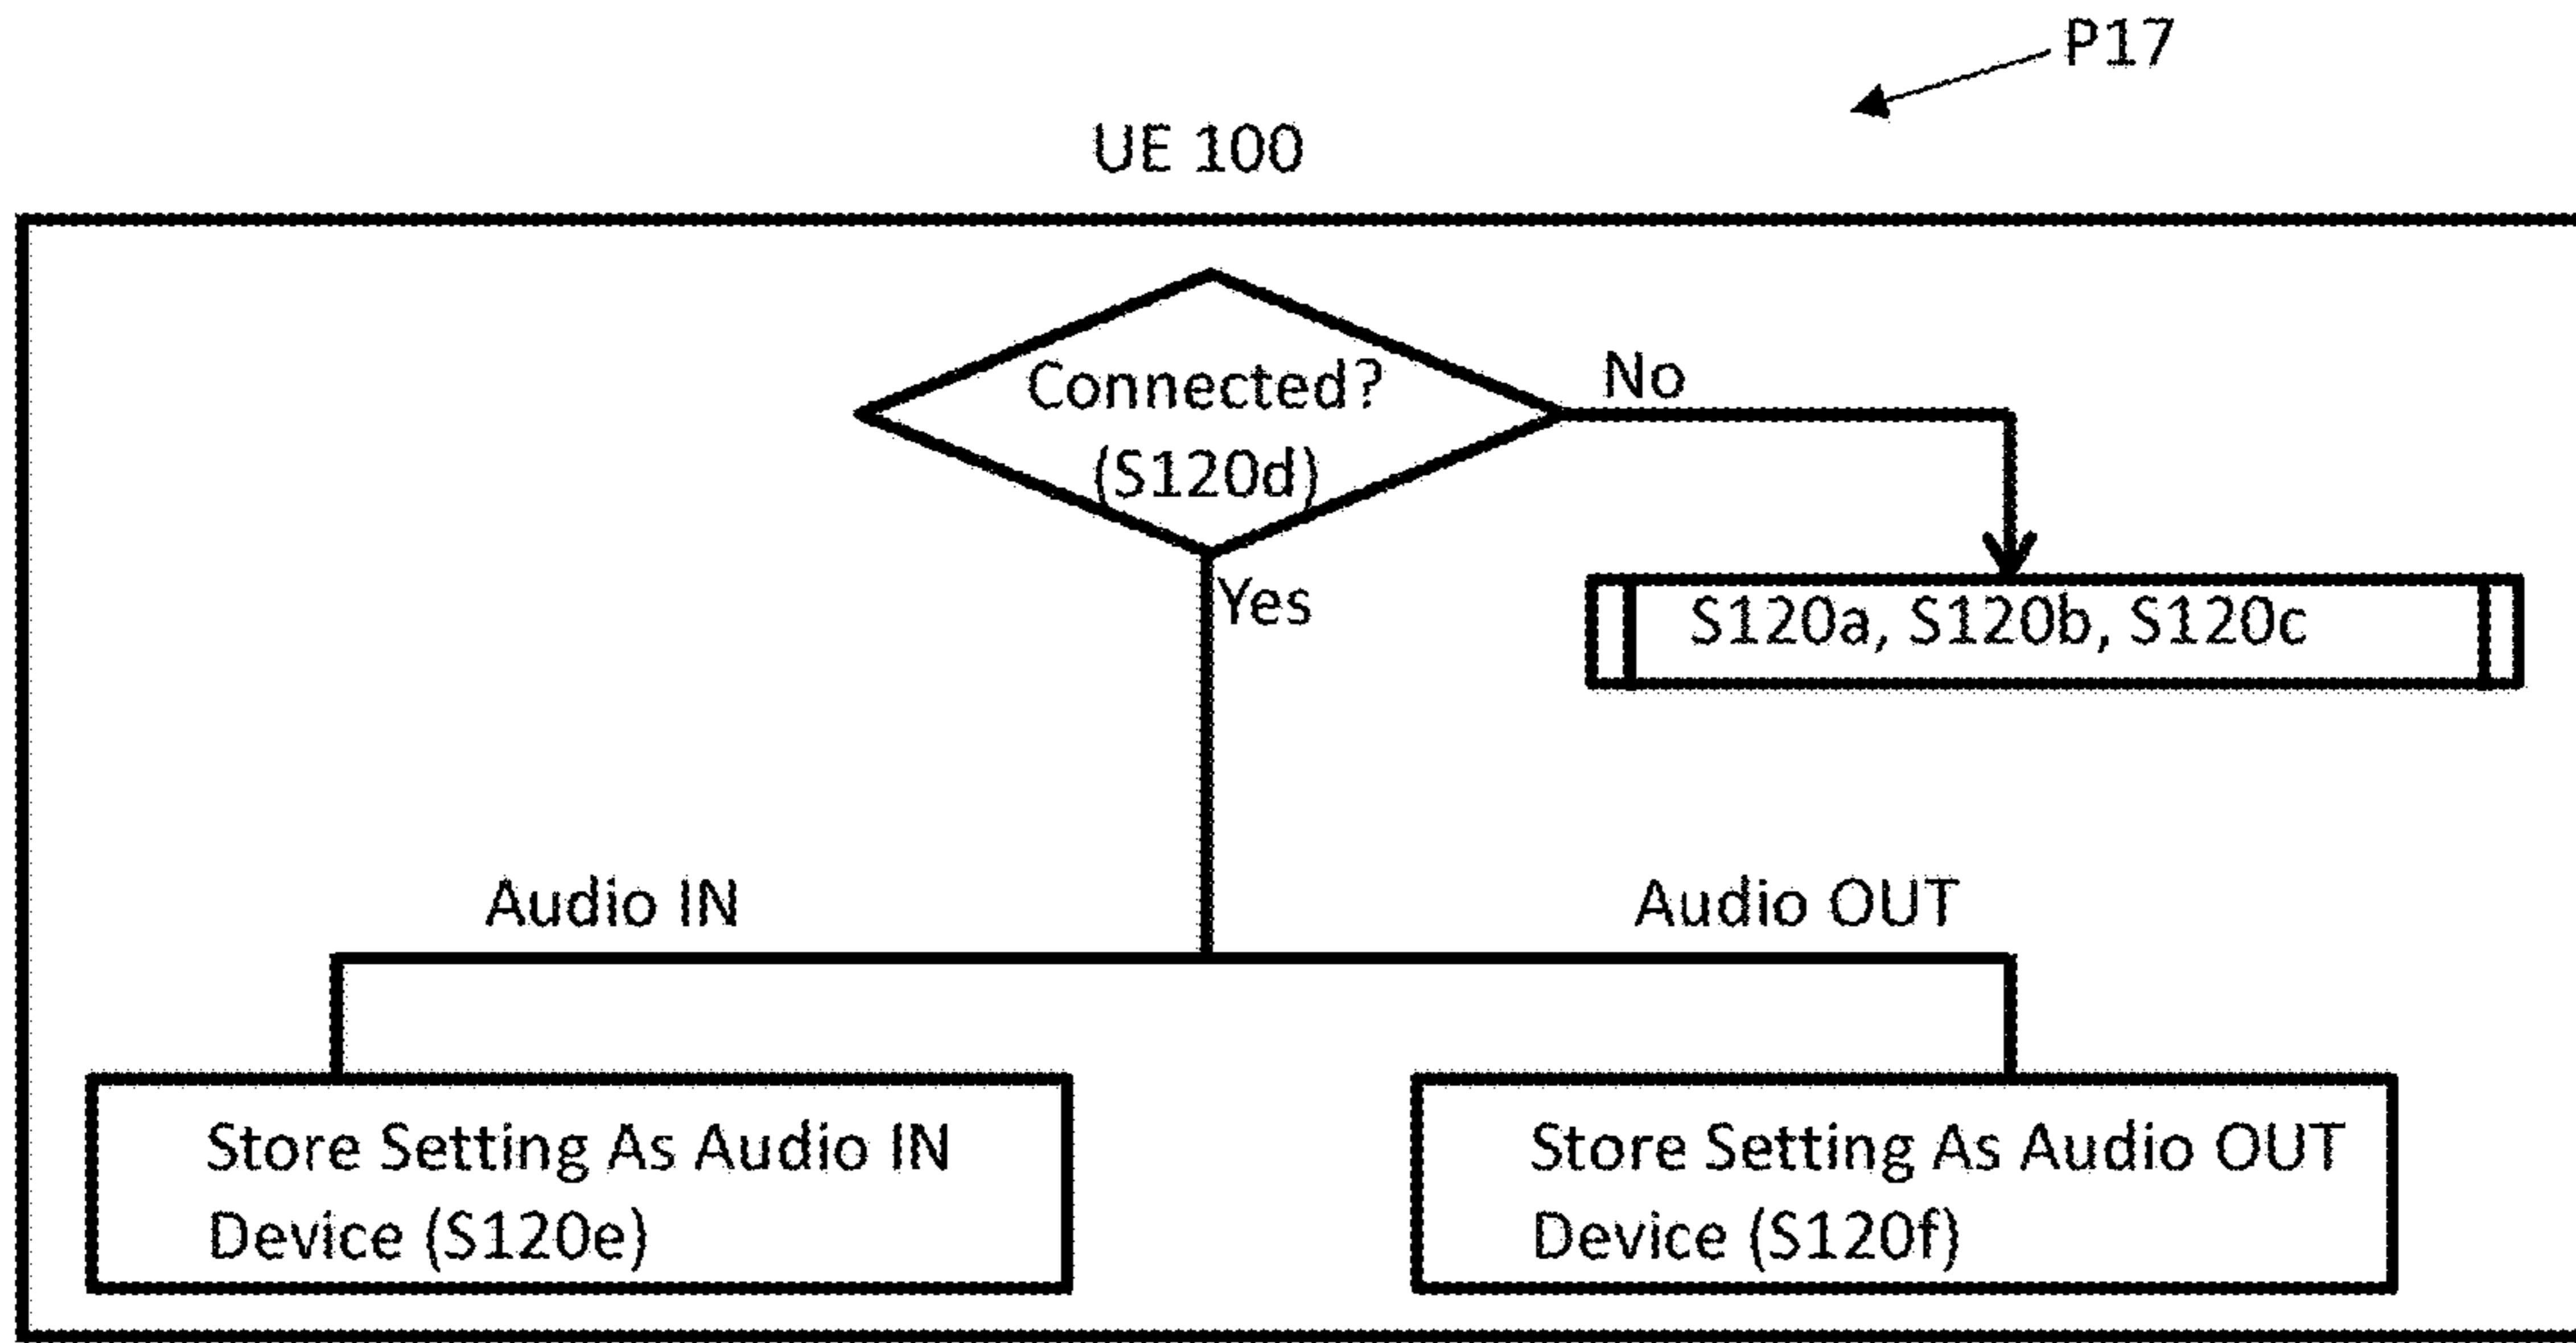 P17
UE 100
Connected?
(S120d)
No
Yes
S120a, S120b, S120c
Audio IN
Audio OUT
Store Setting As Audio IN
Device (S120e)
Store Setting As Audio OUT
Device (S120f)